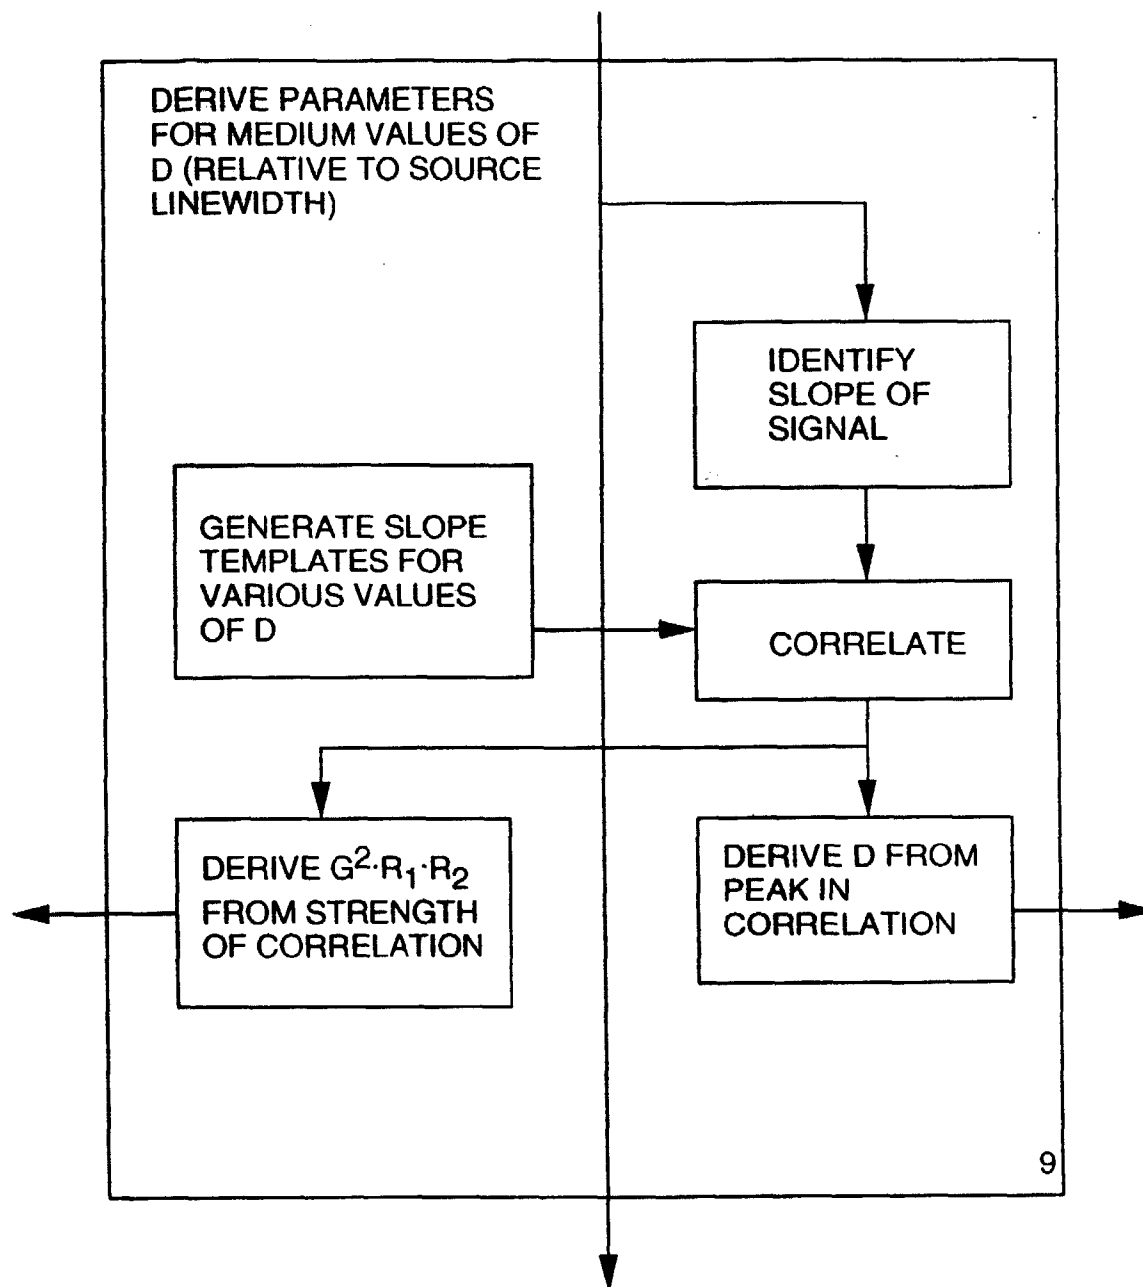 DERIVE PARAMETERS
FOR MEDIUM VALUES OF
D (RELATIVE TO SOURCE
LINEWIDTH)
IDENTIFY
SLOPE OF
SIGNAL
GENERATE SLOPE
TEMPLATES FOR
VARIOUS VALUES
OF D
CORRELATE
DERIVE G²·R₁·R₂
FROM STRENGTH
OF CORRELATION
DERIVE D FROM
PEAK IN
CORRELATION
9